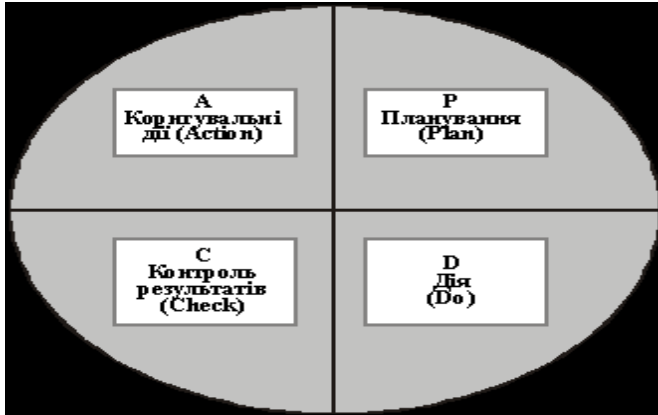 A
Коригувальні
дії (Action)
P
Планування
(Plan)
C
Контроль
результатів
(Check)
D
Дія
(Do)